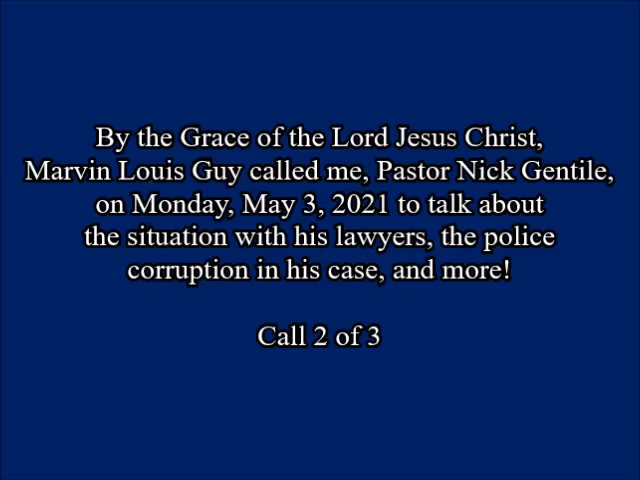 By the Grace of the Lord Jesus Christ,
Marvin Louis Guy called me, Pastor Nick Gentile,
on Monday, May 3, 2021 to talk about
the situation with his lawyers, the police
corruption in his case, and more!
Call 2 of 3